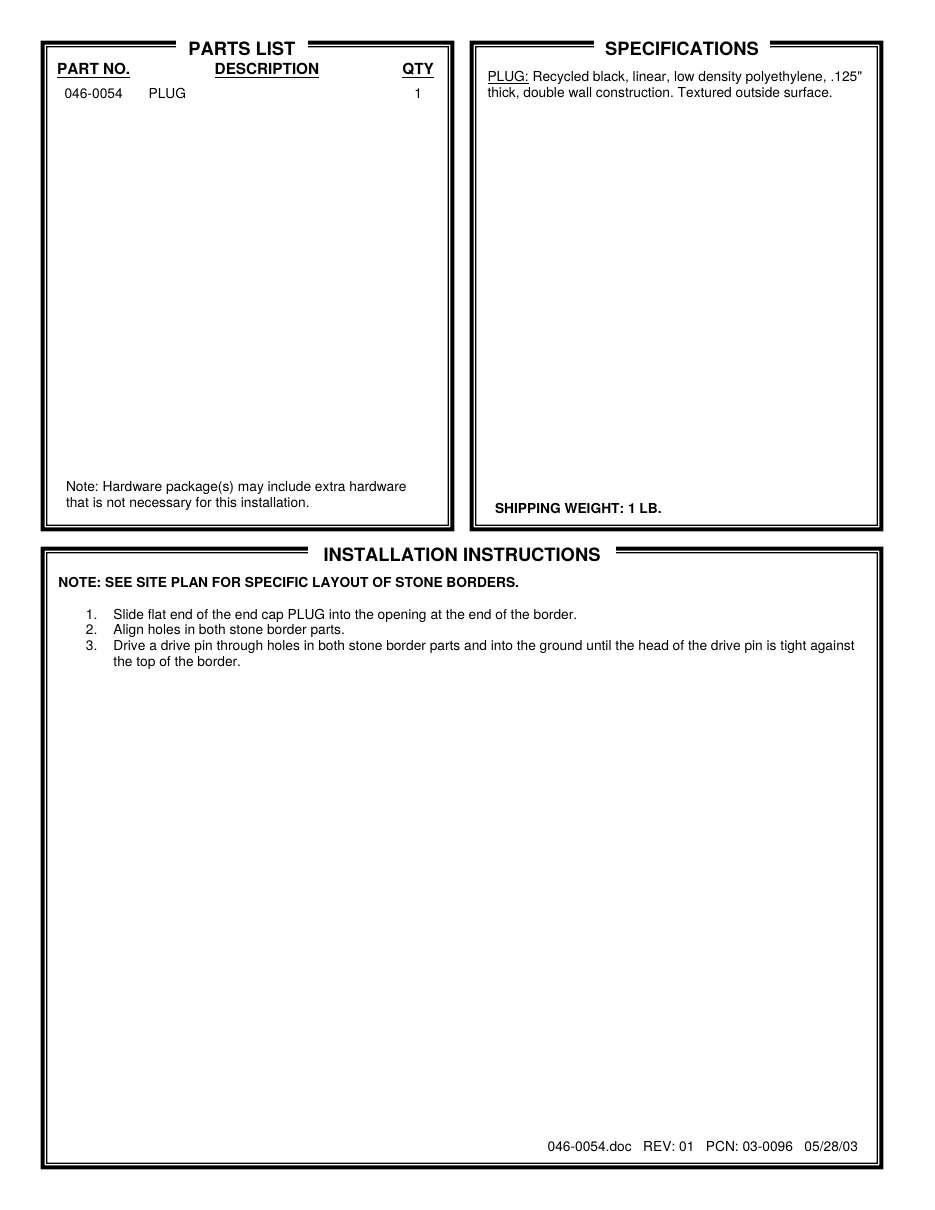 PARTS LIST
PART NO. DESCRIPTION QTY
046-0054 PLUG 1
Note: Hardware package(s) may include extra hardware
that is not necessary for this installation.
SPECIFICATIONS
PLUG: Recycled black, linear, low density polyethylene, .125"
thick, double wall construction. Textured outside surface.
SHIPPING WEIGHT: 1 LB.
INSTALLATION INSTRUCTIONS
NOTE: SEE SITE PLAN FOR SPECIFIC LAYOUT OF STONE BORDERS.
1. Slide flat end of the end cap PLUG into the opening at the end of the border.
2. Align holes in both stone border parts.
3. Drive a drive pin through holes in both stone border parts and into the ground until the head of the drive pin is tight against
the top of the border.
046-0054.doc REV: 01 PCN: 03-0096 05/28/03